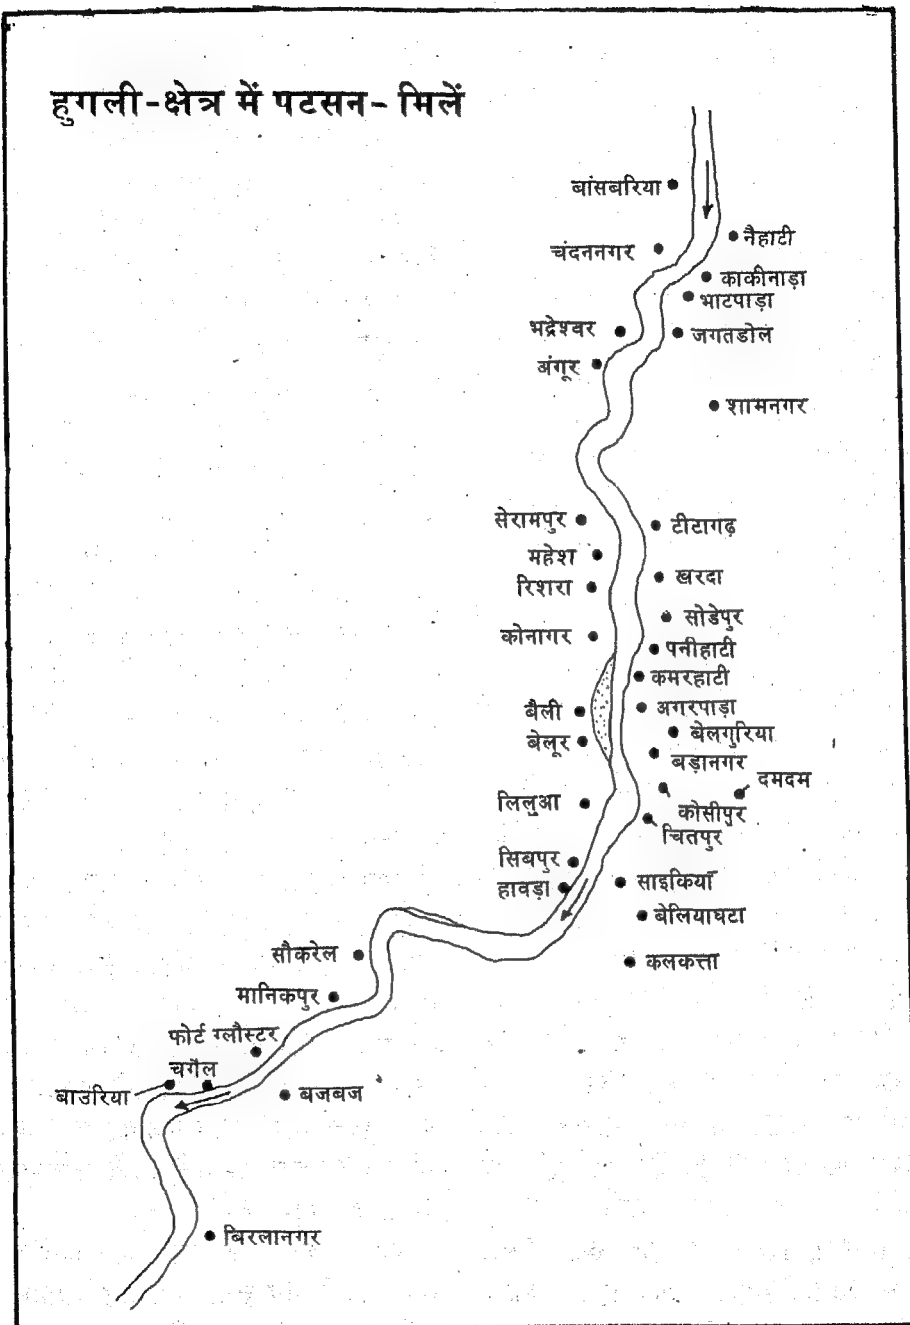 हुगली-क्षेत्र में पटसन-मिलें
बांसबरिया
नैहाटी
चंदननगर
काकीनाड़ा
भाटपाड़ा
भद्रेश्वर
जगतडोल
अंगूर
शामनगर
सेरामपुर
टीटागढ़
महेश
खरदा
रिशरा
सोडेपुर
कोनागर
पनीहाटी
कमरहाटी
बैली
अगरपाड़ा
बेलगुरिया
बेलूर
बड़ानगर
दमदम
लिलुआ
कोसीपुर
चितपुर
सिबपुर
हावड़ा
साइकियाँ
बेलियाघटा
सौकरेल
कलकत्ता
मानिकपुर
फोर्ट ग्लौस्टर
चगैल
बाउरिया
बजबज
बिरलानगर